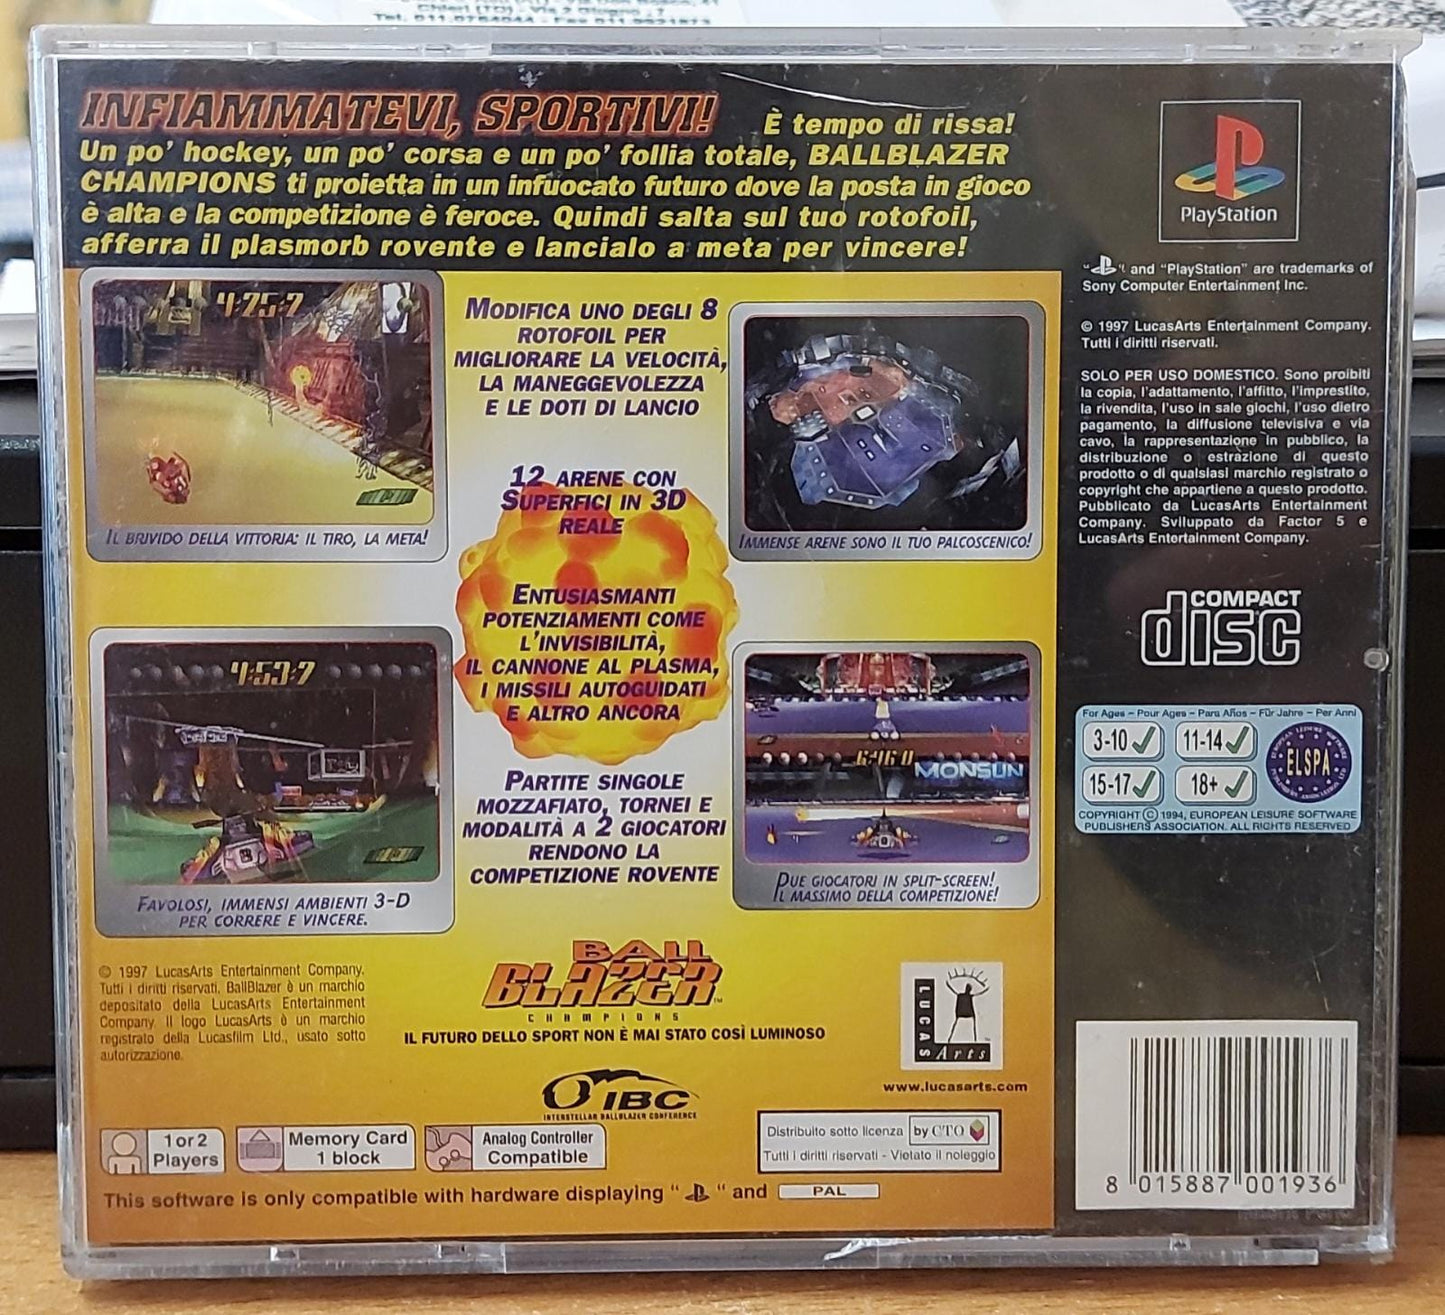 Tel. 011.9784944 - Fax 011.9931873
INFIAMMATEVI, SPORTIVI! È tempo di rissa!
Un po' hockey, un po' corsa e un po' follia totale, BALLBLAZER
CHAMPIONS ti proietta in un infuocato futuro dove la posta in gioco
è alta e la competizione è feroce. Quindi salta sul tuo rotofoil,
afferra il plasmorb rovente e lancialo a meta per vincere!
4:25:7
IL BRIVIDO DELLA VITTORIA: IL TIRO, LA META!
MODIFICA UNO DEGLI 8
ROTOFOIL PER
MIGLIORARE LA VELOCITÀ,
LA MANEGGEVOLEZZA
E LE DOTI DI LANCIO
12 ARENE CON
SUPERFICI IN 3D
REALE
ENTUSIASMANTI
POTENZIAMENTI COME
L'INVISIBILITÀ,
IL CANNONE AL PLASMA,
I MISSILI AUTOGUIDATI
E ALTRO ANCORA
PARTITE SINGOLE
MOZZAFIATO, TORNEI E
MODALITÀ A 2 GIOCATORI
RENDONO LA
COMPETIZIONE ROVENTE
IMMENSE ARENE SONO IL TUO PALCOSCENICO!
4:53:7
FAVOLOSI, IMMENSI AMBIENTI 3-D
PER CORRERE E VINCERE.
MONSUN
DUE GIOCATORI IN SPLIT-SCREEN!
IL MASSIMO DELLA COMPETIZIONE!
© 1997 LucasArts Entertainment Company.
Tutti i diritti riservati. BallBlazer è un marchio
depositato della LucasArts Entertainment
Company. Il logo LucasArts è un marchio
registrato della Lucasfilm Ltd., usato sotto
autorizzazione.
BALL
BLAZER™
CHAMPIONS
IL FUTURO DELLO SPORT NON È MAI STATO COSÌ LUMINOSO
IBC
INTERSTELLAR BALLBLAZER CONFERENCE
LUCAS
Arts
www.lucasarts.com
1 or 2
Players
Memory Card
1 block
Analog Controller
Compatible
Distribuito sotto licenza by CTO
Tutti i diritti riservati - Vietato il noleggio
This software is only compatible with hardware displaying " " and PAL
PlayStation
" " and "PlayStation" are trademarks of
Sony Computer Entertainment Inc.
© 1997 LucasArts Entertainment Company.
Tutti i diritti riservati.
SOLO PER USO DOMESTICO. Sono proibiti
la copia, l'adattamento, l'affitto, l'imprestito,
la rivendita, l'uso in sale giochi, l'uso dietro
pagamento, la diffusione televisiva e via
cavo, la rappresentazione in pubblico, la
distribuzione o estrazione di questo
prodotto o di qualsiasi marchio registrato o
copyright che appartiene a questo prodotto.
Pubblicato da LucasArts Entertainment
Company. Sviluppato da Factor 5 e
LucasArts Entertainment Company.
COMPACT
disc
For Ages – Pour Ages – Para Años – Für Jahre – Per Anni
3-10 11-14
15-17 18+
ELSPA
COPYRIGHT © 1994, EUROPEAN LEISURE SOFTWARE
PUBLISHERS ASSOCIATION. ALL RIGHTS RESERVED
8 015887 001936